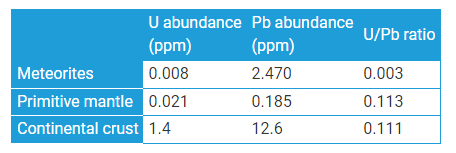 U abundance (ppm) Pb abundance (ppm) U/Pb ratio
Meteorites 0.008 2.470 0.003
Primitive mantle 0.021 0.185 0.113
Continental crust 1.4 12.6 0.111